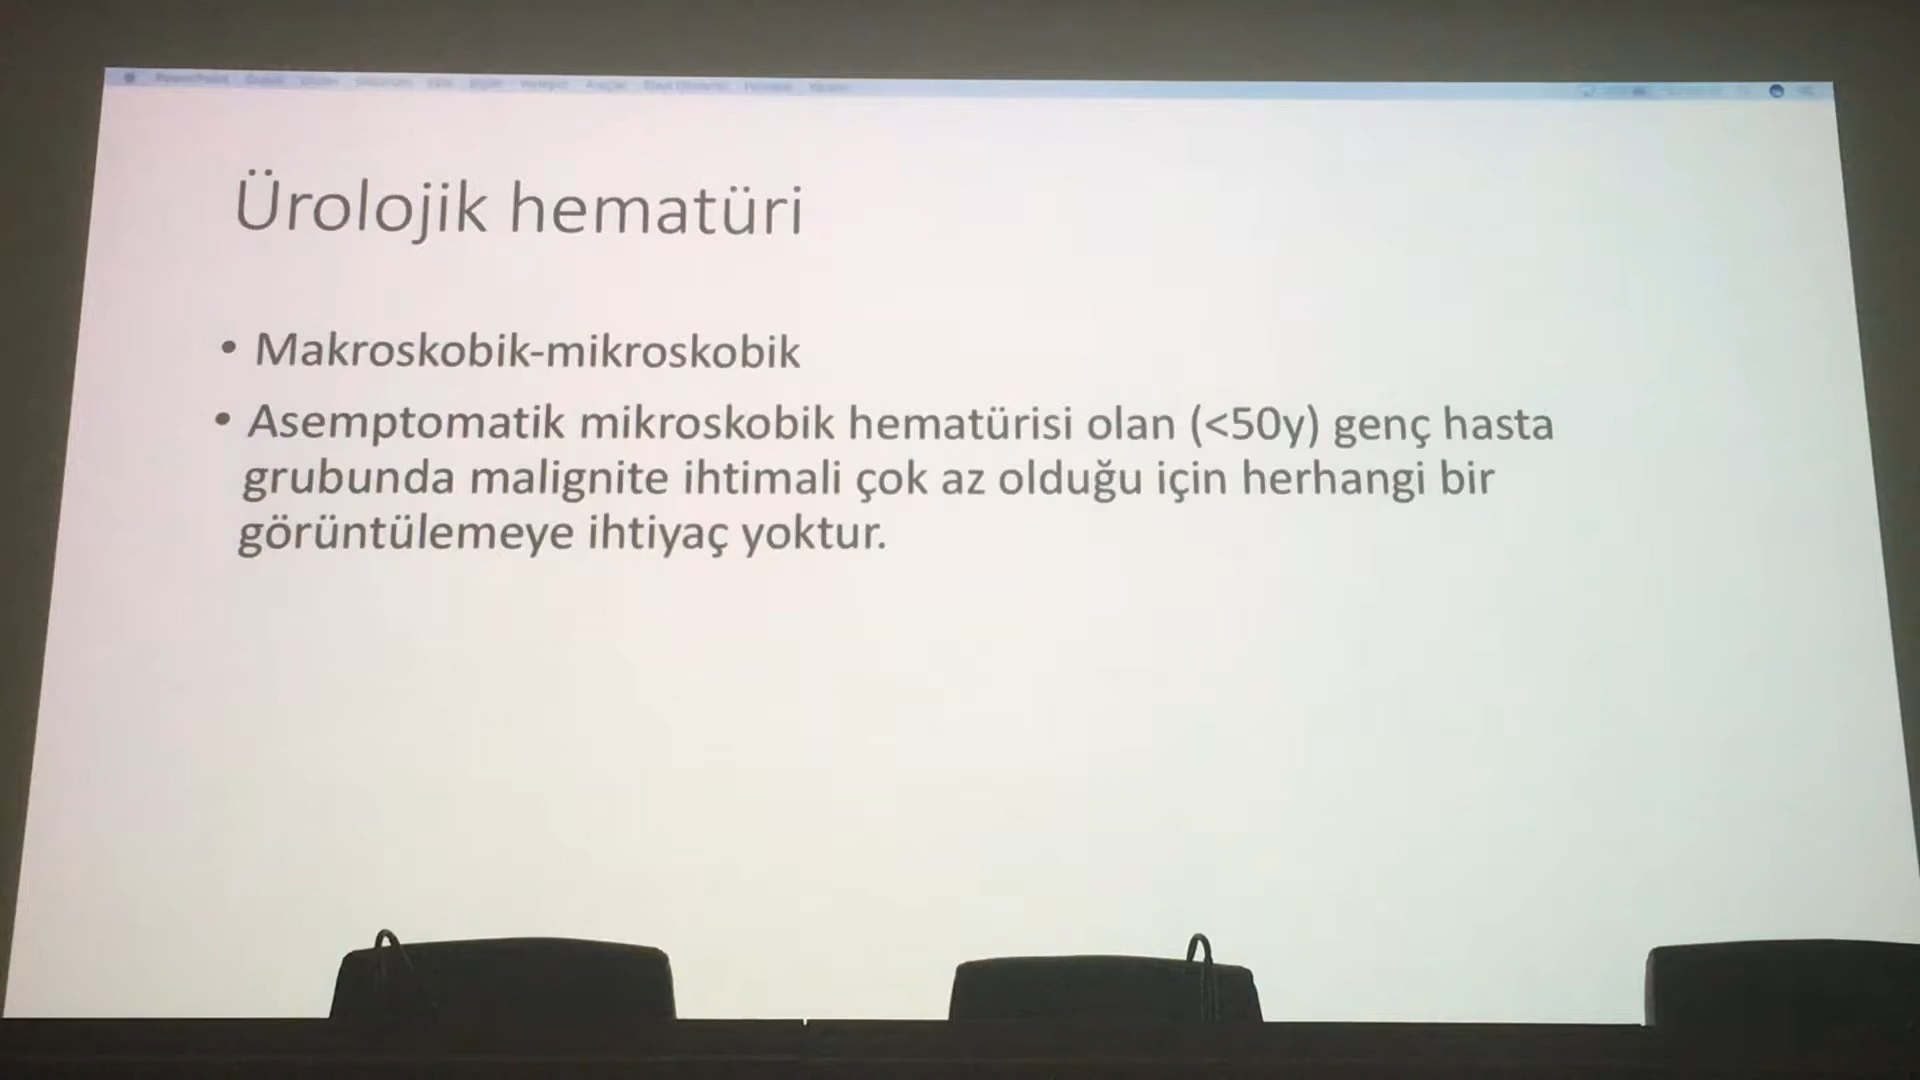 PowerPoint
Ürolojik hematüri
• Makroskobik-mikroskobik
• Asemptomatik mikroskobik hematürisi olan (<50y) genç hasta
grubunda malignite ihtimali çok az olduğu için herhangi bir
görüntülemeye ihtiyaç yoktur.